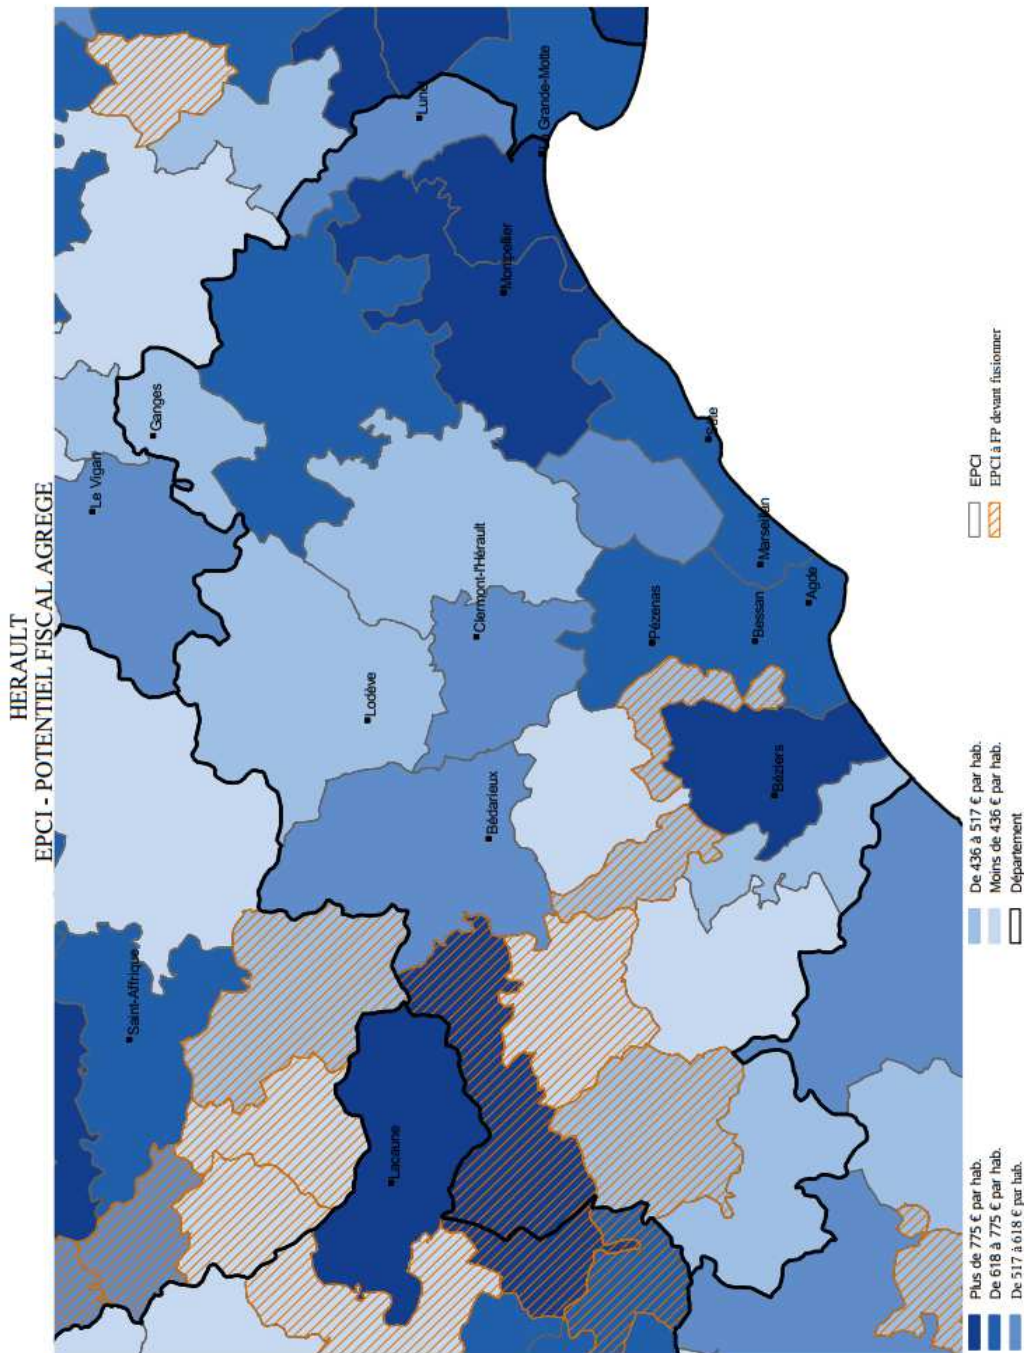 HERAULT
EPCI - POTENTIEL FISCAL AGREGE
Le Vigan
Ganges
Lunel
La Grande-Motte
Montpellier
Saint-Affrique
Lodève
Clermont-l'Hérault
Bédarieux
Lacaune
Pézenas
Sète
Marseillan
Bessan
Agde
Béziers
Plus de 775 € par hab.
De 618 à 775 € par hab.
De 517 à 618 € par hab.
De 436 à 517 € par hab.
Moins de 436 € par hab.
Département
EPCI
EPCI à FP devant fusionner